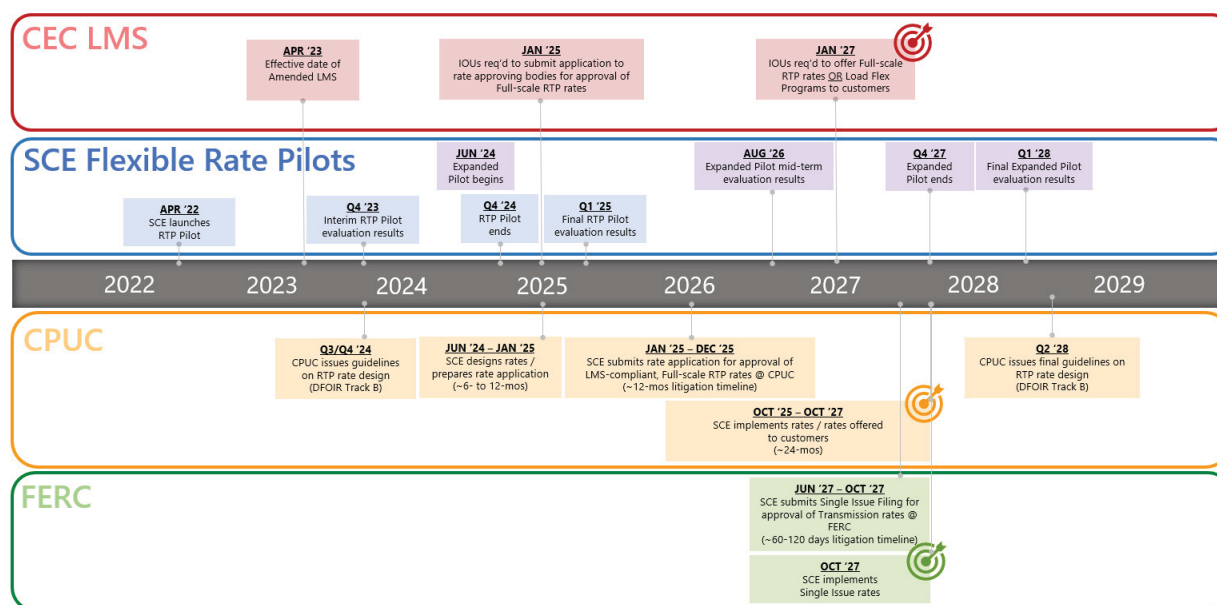 CEC LMS
APR '23
Effective date of
Amended LMS
JAN '25
IOUs req'd to submit application to
rate approving bodies for approval of
Full-scale RTP rates
JAN '27
IOUs req'd to offer Full-scale
RTP rates OR Load Flex
Programs to customers
SCE Flexible Rate Pilots
JUN '24
Expanded
Pilot begins
AUG '26
Expanded Pilot mid-term
evaluation results
Q4 '27
Expanded
Pilot ends
Q1 '28
Final Expanded Pilot
evaluation results
APR '22
SCE launches
RTP Pilot
Q4 '23
Interim RTP Pilot
evaluation results
Q4 '24
RTP Pilot
ends
Q1 '25
Final RTP Pilot
evaluation results
2022 2023 2024 2025 2026 2027 2028 2029
CPUC
Q3/Q4 '24
CPUC issues guidelines
on RTP rate design
(DFOIR Track B)
JUN '24 – JAN '25
SCE designs rates /
prepares rate application
(~6- to 12-mos)
JAN '25 – DEC '25
SCE submits rate application for approval of
LMS-compliant, Full-scale RTP rates @ CPUC
(~12-mos litigation timeline)
Q2 '28
CPUC issues final guidelines on
RTP rate design
(DFOIR Track B)
OCT '25 – OCT '27
SCE implements rates / rates offered
to customers
(~24-mos)
FERC
JUN '27 – OCT '27
SCE submits Single Issue Filing for
approval of Transmission rates @
FERC
(~60-120 days litigation timeline)
OCT '27
SCE implements
Single Issue rates